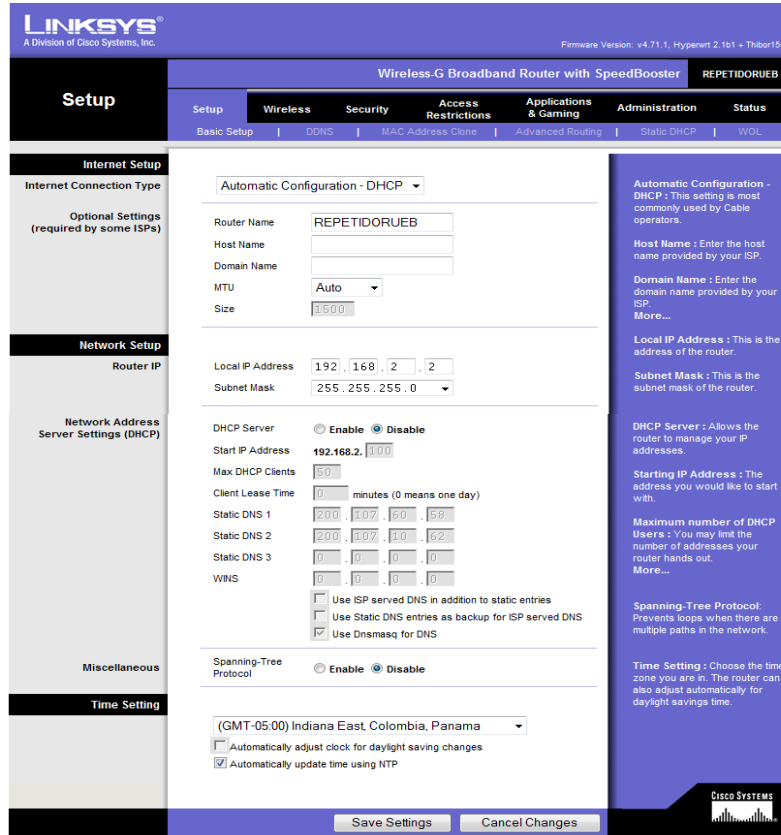 LINKSYS®
A Division of Cisco Systems, Inc.
Firmware Version: v4.71.1, Hyperwrt 2.1b1 + Thibor15
Wireless-G Broadband Router with SpeedBooster REPETIDORUEB
Setup
Setup Wireless Security Access Restrictions Applications & Gaming Administration Status
Basic Setup | DDNS | MAC Address Clone | Advanced Routing | Static DHCP | WOL
Internet Setup
Internet Connection Type
Automatic Configuration - DHCP
Optional Settings
(required by some ISPs)
Router Name REPETIDORUEB
Host Name
Domain Name
MTU Auto
Size 1500
Network Setup
Router IP
Local IP Address 192 . 168 . 2 . 2
Subnet Mask 255.255.255.0
Network Address
Server Settings (DHCP)
DHCP Server Enable Disable
Start IP Address 192.168.2. 100
Max DHCP Clients 50
Client Lease Time 0 minutes (0 means one day)
Static DNS 1 200 . 107 . 60 . 58
Static DNS 2 200 . 107 . 10 . 62
Static DNS 3 0 . 0 . 0 . 0
WINS 0 . 0 . 0 . 0
Use ISP served DNS in addition to static entries
Use Static DNS entries as backup for ISP served DNS
Use Dnsmasq for DNS
Miscellaneous
Spanning-Tree
Protocol
Enable Disable
Time Setting
(GMT-05:00) Indiana East, Colombia, Panama
Automatically adjust clock for daylight saving changes
Automatically update time using NTP
Save Settings Cancel Changes
Automatic Configuration -
DHCP : This setting is most
commonly used by Cable
operators.
Host Name : Enter the host
name provided by your ISP.
Domain Name : Enter the
domain name provided by your
ISP.
More...
Local IP Address : This is the
address of the router.
Subnet Mask : This is the
subnet mask of the router.
DHCP Server : Allows the
router to manage your IP
addresses.
Starting IP Address : The
address you would like to start
with.
Maximum number of DHCP
Users : You may limit the
number of addresses your
router hands out.
More...
Spanning-Tree Protocol:
Prevents loops when there are
multiple paths in the network.
Time Setting : Choose the time
zone you are in. The router can
also adjust automatically for
daylight savings time.
CISCO SYSTEMS